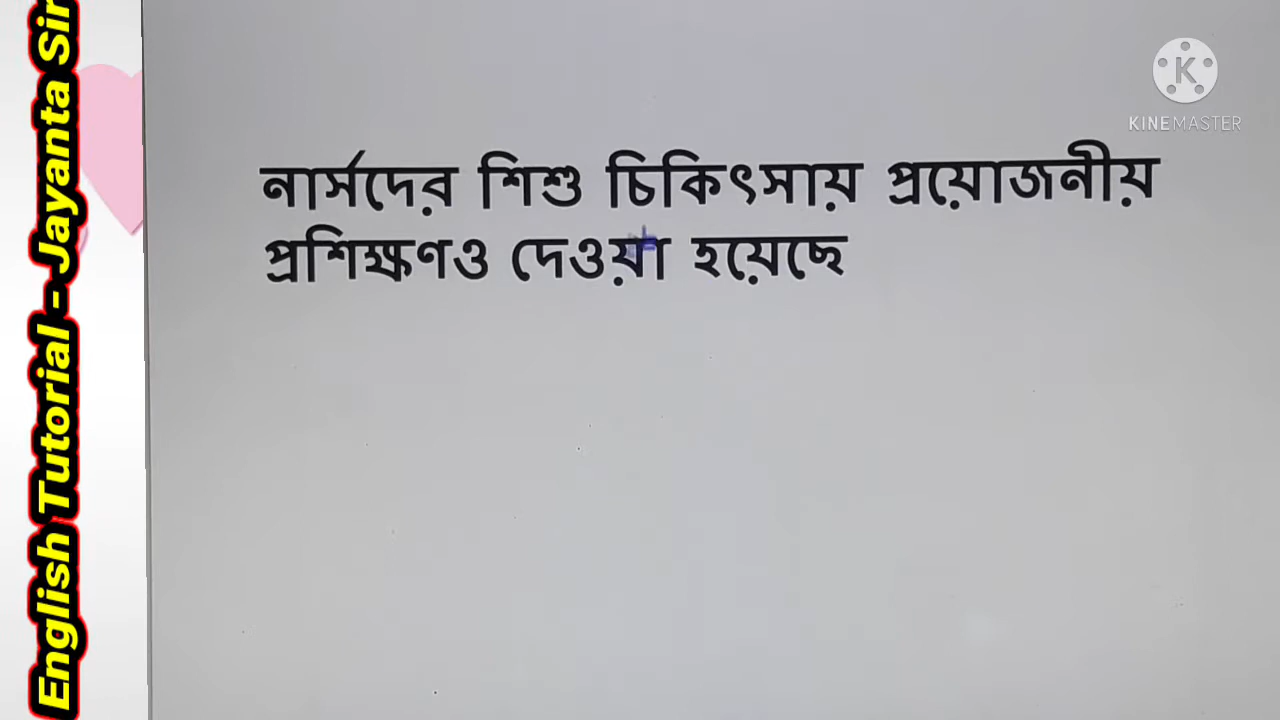 English Tutorial - Jayanta Sir
KINEMASTER
নার্সদের শিশু চিকিৎসায় প্রয়োজনীয়
প্রশিক্ষণও দেওয়া হয়েছে